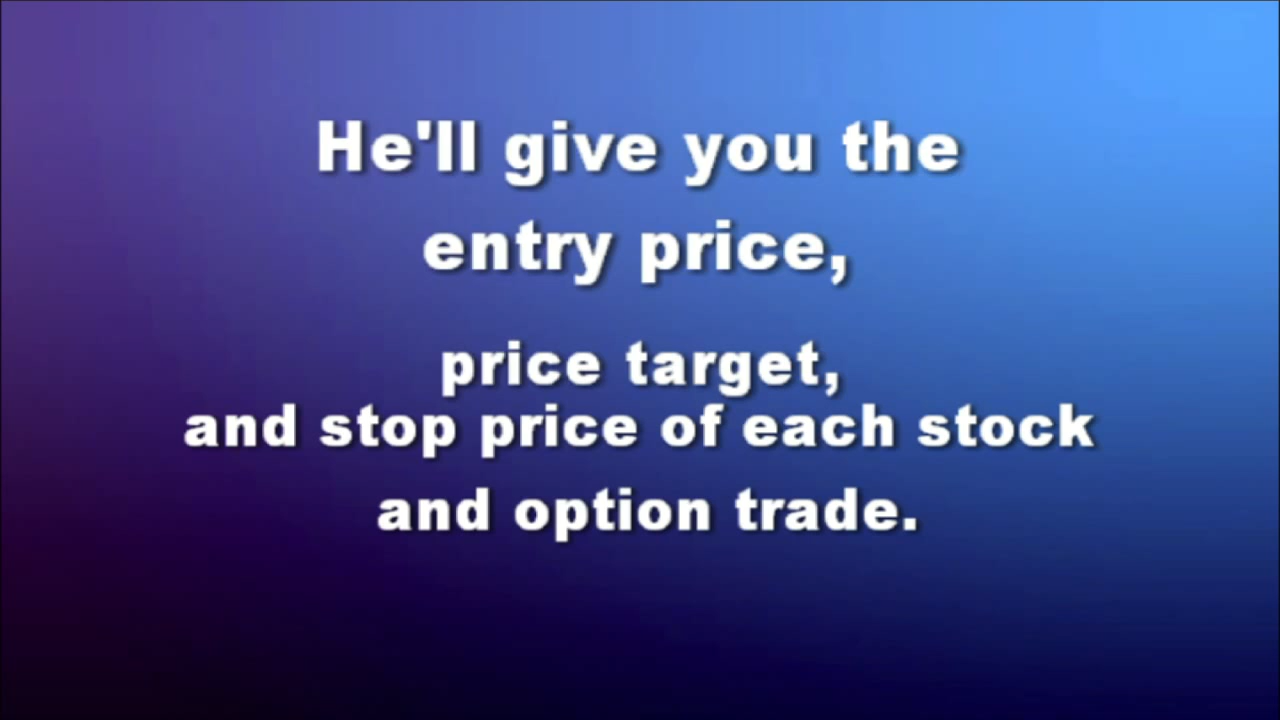 He'll give you the
entry price,
price target,
and stop price of each stock
and option trade.